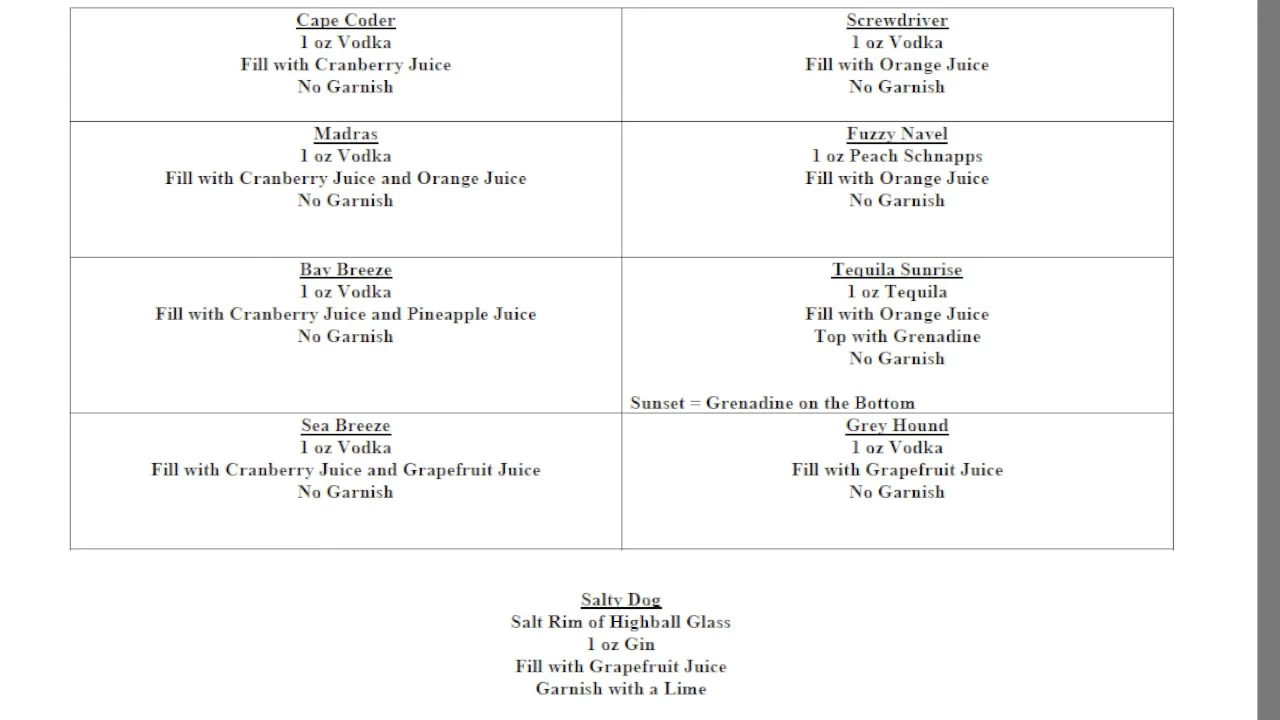 Cape Coder
1 oz Vodka
Fill with Cranberry Juice
No Garnish
Screwdriver
1 oz Vodka
Fill with Orange Juice
No Garnish
Madras
1 oz Vodka
Fill with Cranberry Juice and Orange Juice
No Garnish
Fuzzy Navel
1 oz Peach Schnapps
Fill with Orange Juice
No Garnish
Bay Breeze
1 oz Vodka
Fill with Cranberry Juice and Pineapple Juice
No Garnish
Tequila Sunrise
1 oz Tequila
Fill with Orange Juice
Top with Grenadine
No Garnish
Sunset = Grenadine on the Bottom
Sea Breeze
1 oz Vodka
Fill with Cranberry Juice and Grapefruit Juice
No Garnish
Grey Hound
1 oz Vodka
Fill with Grapefruit Juice
No Garnish
Salty Dog
Salt Rim of Highball Glass
1 oz Gin
Fill with Grapefruit Juice
Garnish with a Lime